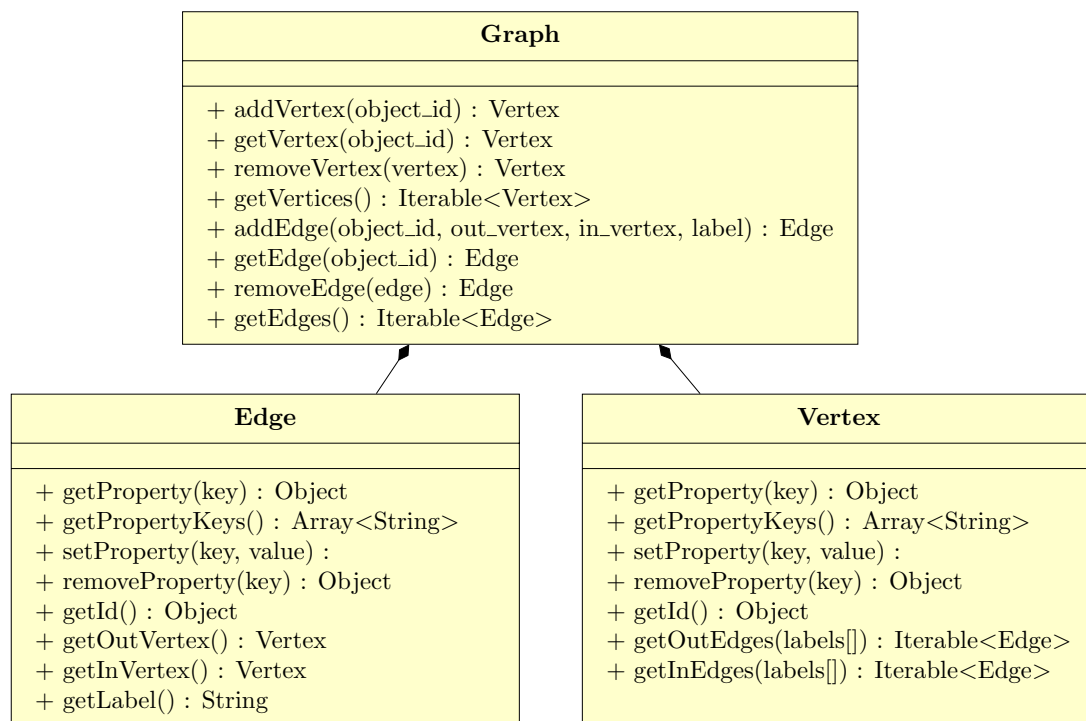 Graph
+ addVertex(object_id) : Vertex
+ getVertex(object_id) : Vertex
+ removeVertex(vertex) : Vertex
+ getVertices() : Iterable<Vertex>
+ addEdge(object_id, out_vertex, in_vertex, label) : Edge
+ getEdge(object_id) : Edge
+ removeEdge(edge) : Edge
+ getEdges() : Iterable<Edge>
Edge
+ getProperty(key) : Object
+ getPropertyKeys() : Array<String>
+ setProperty(key, value) :
+ removeProperty(key) : Object
+ getId() : Object
+ getOutVertex() : Vertex
+ getInVertex() : Vertex
+ getLabel() : String
Vertex
+ getProperty(key) : Object
+ getPropertyKeys() : Array<String>
+ setProperty(key, value) :
+ removeProperty(key) : Object
+ getId() : Object
+ getOutEdges(labels[]) : Iterable<Edge>
+ getInEdges(labels[]) : Iterable<Edge>